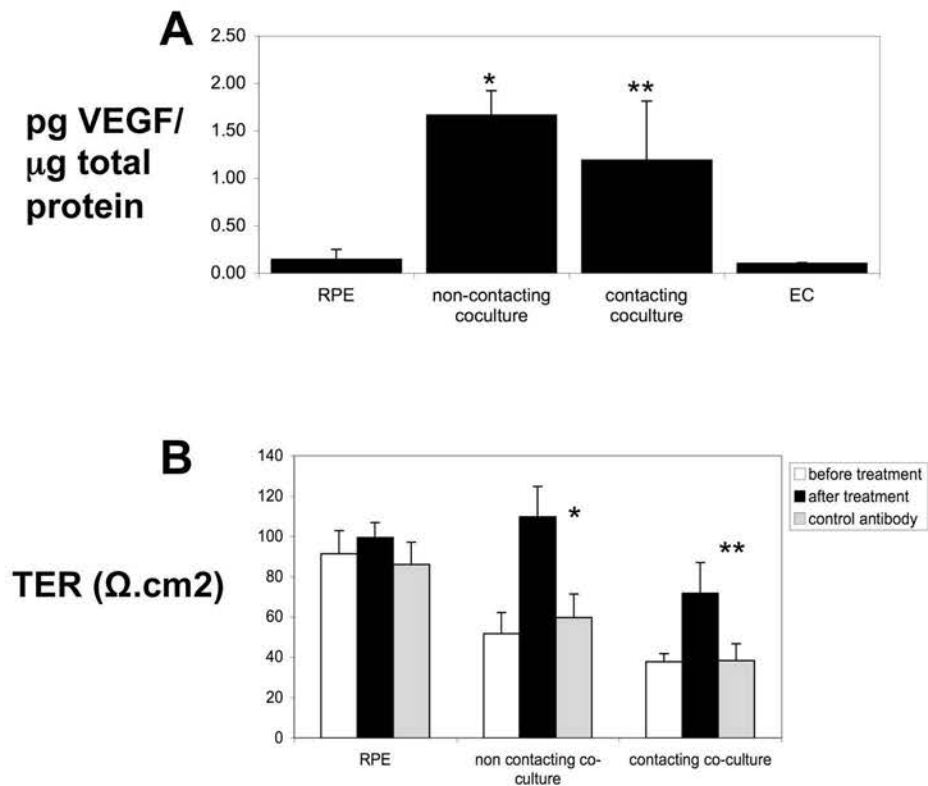 A
2.50
2.00
1.50
1.00
0.50
0.00
pg VEGF/
μg total
protein
*
**
RPE
non-contacting
coculture
contacting
coculture
EC
B
140
120
100
80
60
40
20
0
TER (Ω.cm2)
*
**
before treatment
after treatment
control antibody
RPE
non contacting co-
culture
contacting co-culture